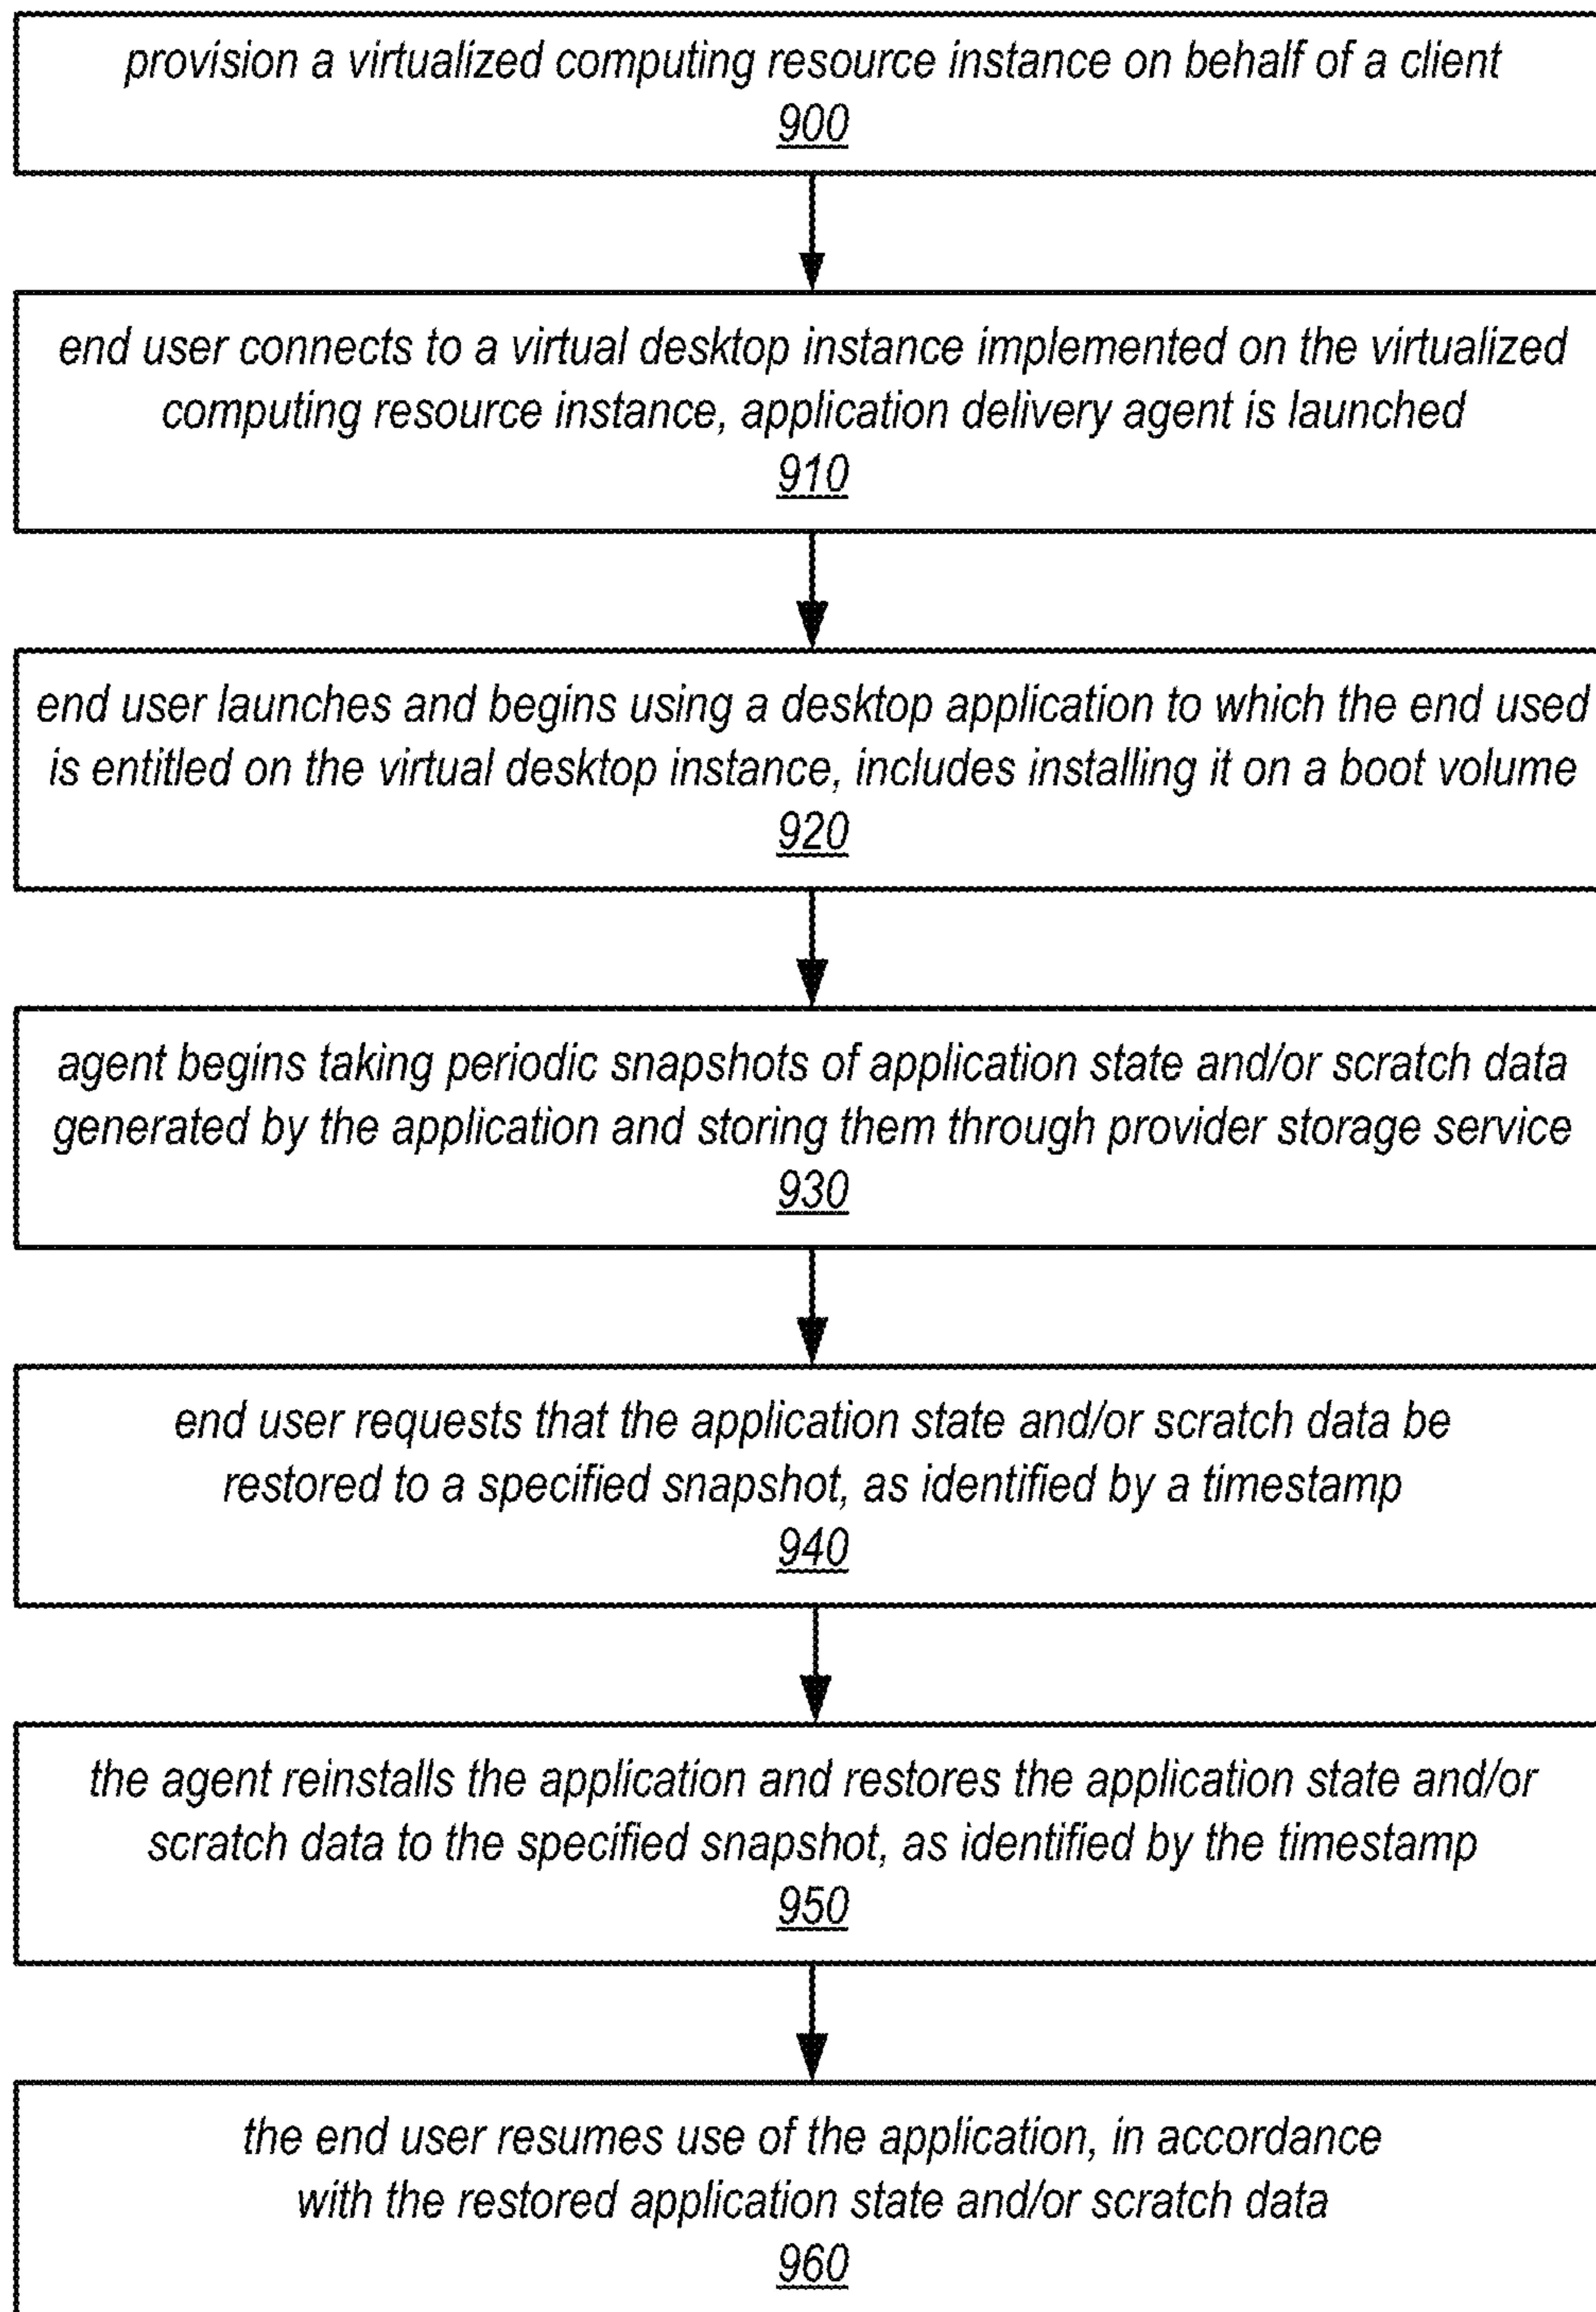 provision a virtualized computing resource instance on behalf of a client
900
end user connects to a virtual desktop instance implemented on the virtualized
computing resource instance, application delivery agent is launched
910
end user launches and begins using a desktop application to which the end used
is entitled on the virtual desktop instance, includes installing it on a boot volume
920
agent begins taking periodic snapshots of application state and/or scratch data
generated by the application and storing them through provider storage service
930
end user requests that the application state and/or scratch data be
restored to a specified snapshot, as identified by a timestamp
940
the agent reinstalls the application and restores the application state and/or
scratch data to the specified snapshot, as identified by the timestamp
950
the end user resumes use of the application, in accordance
with the restored application state and/or scratch data
960